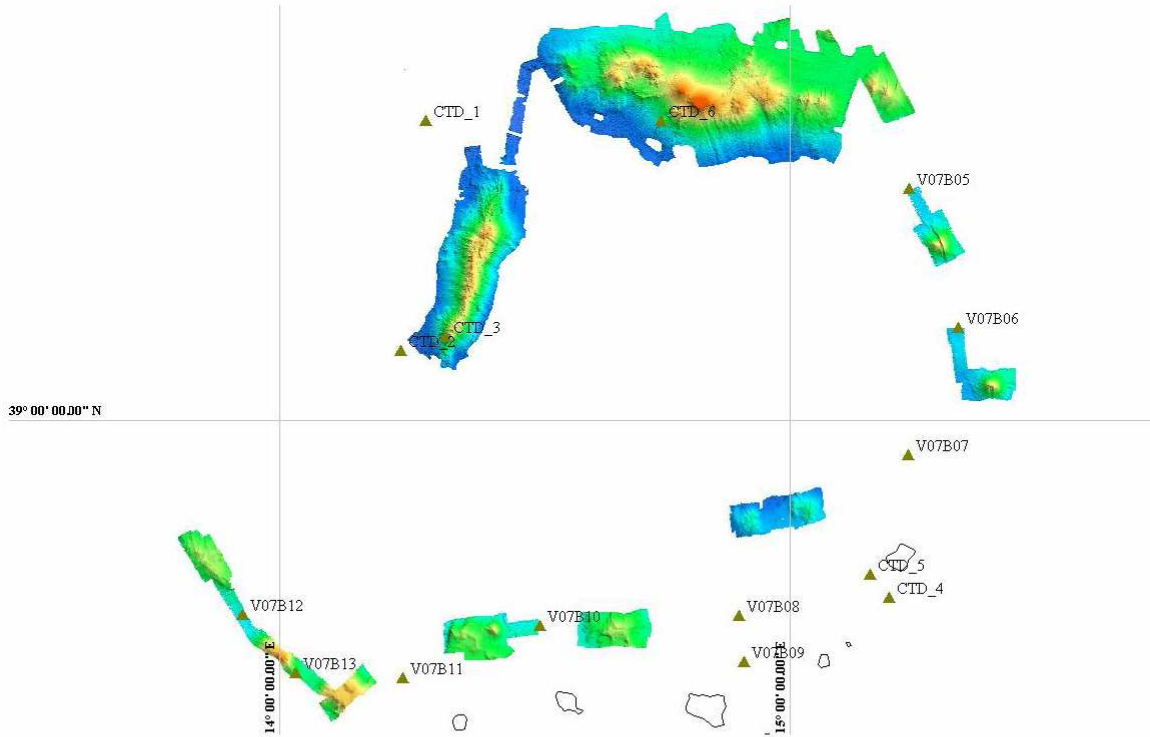 CTD_1
CTD_6
V07B05
V07B06
CTD_3
CTD_2
39° 00' 00.00" N
V07B07
CTD_5
CTD_4
V07B12
V07B10
V07B08
V07B13
V07B11
V07B09
14° 00' 00.00" E
15° 00' 00.00" E